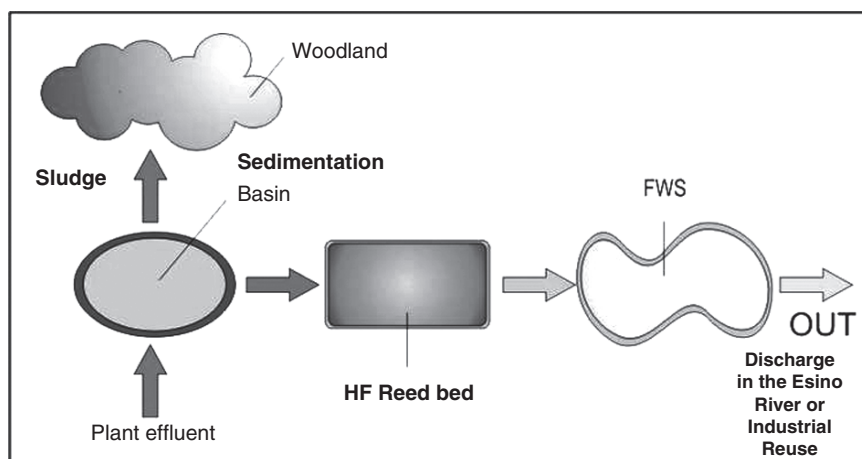 Woodland
Sludge
Sedimentation
Basin
FWS
HF Reed bed
OUT
Plant effluent
Discharge
in the Esino
River or
Industrial
Reuse